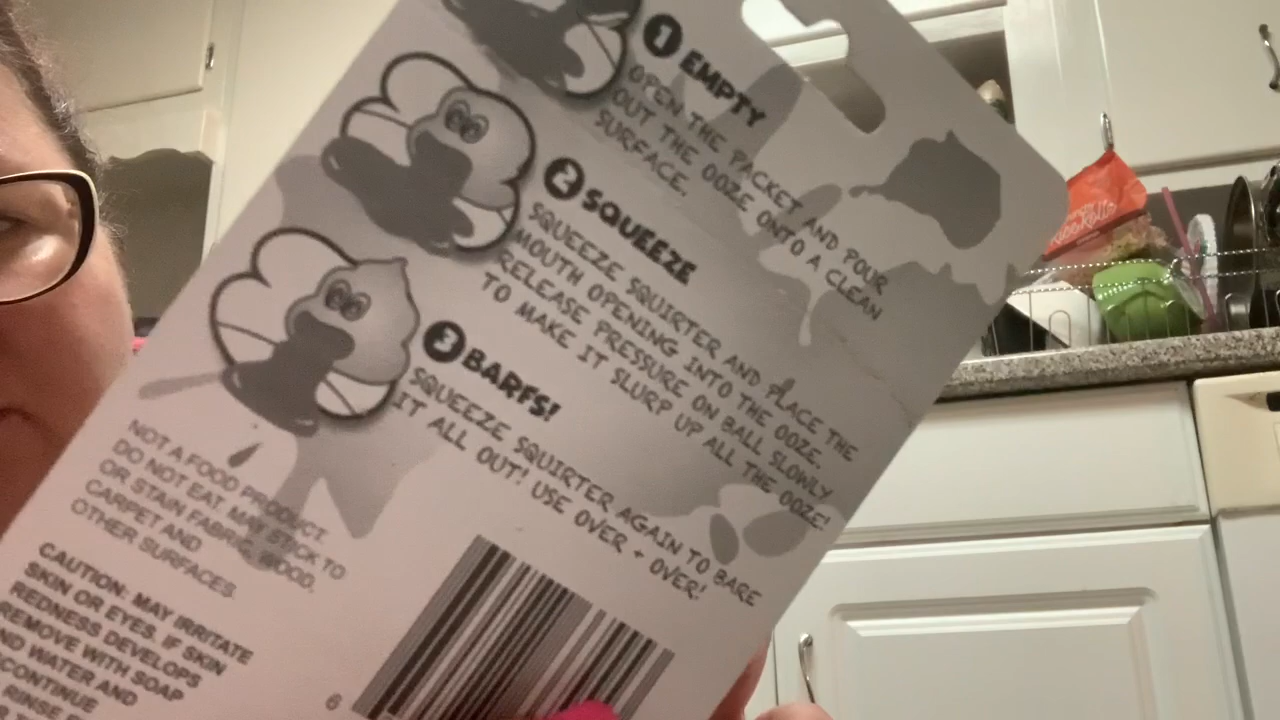 1 EMPTY
OPEN THE PACKET AND POUR
OUT THE OOZE ONTO A CLEAN
SURFACE.
2 SQUEEZE
SQUEEZE SQUIRTER AND PLACE THE
MOUTH OPENING INTO THE OOZE.
RELEASE PRESSURE ON BALL SLOWLY
TO MAKE IT SLURP UP ALL THE OOZE!
3 BARFS!
SQUEEZE SQUIRTER AGAIN TO BARE
IT ALL OUT! USE OVER + OVER!
NOT A FOOD PRODUCT.
DO NOT EAT. MAY STICK TO
OR STAIN FABRIC, WOOD,
CARPET AND
OTHER SURFACES.
CAUTION: MAY IRRITATE
SKIN OR EYES. IF SKIN
REDNESS DEVELOPS
REMOVE WITH SOAP
AND WATER AND
RINSE
6